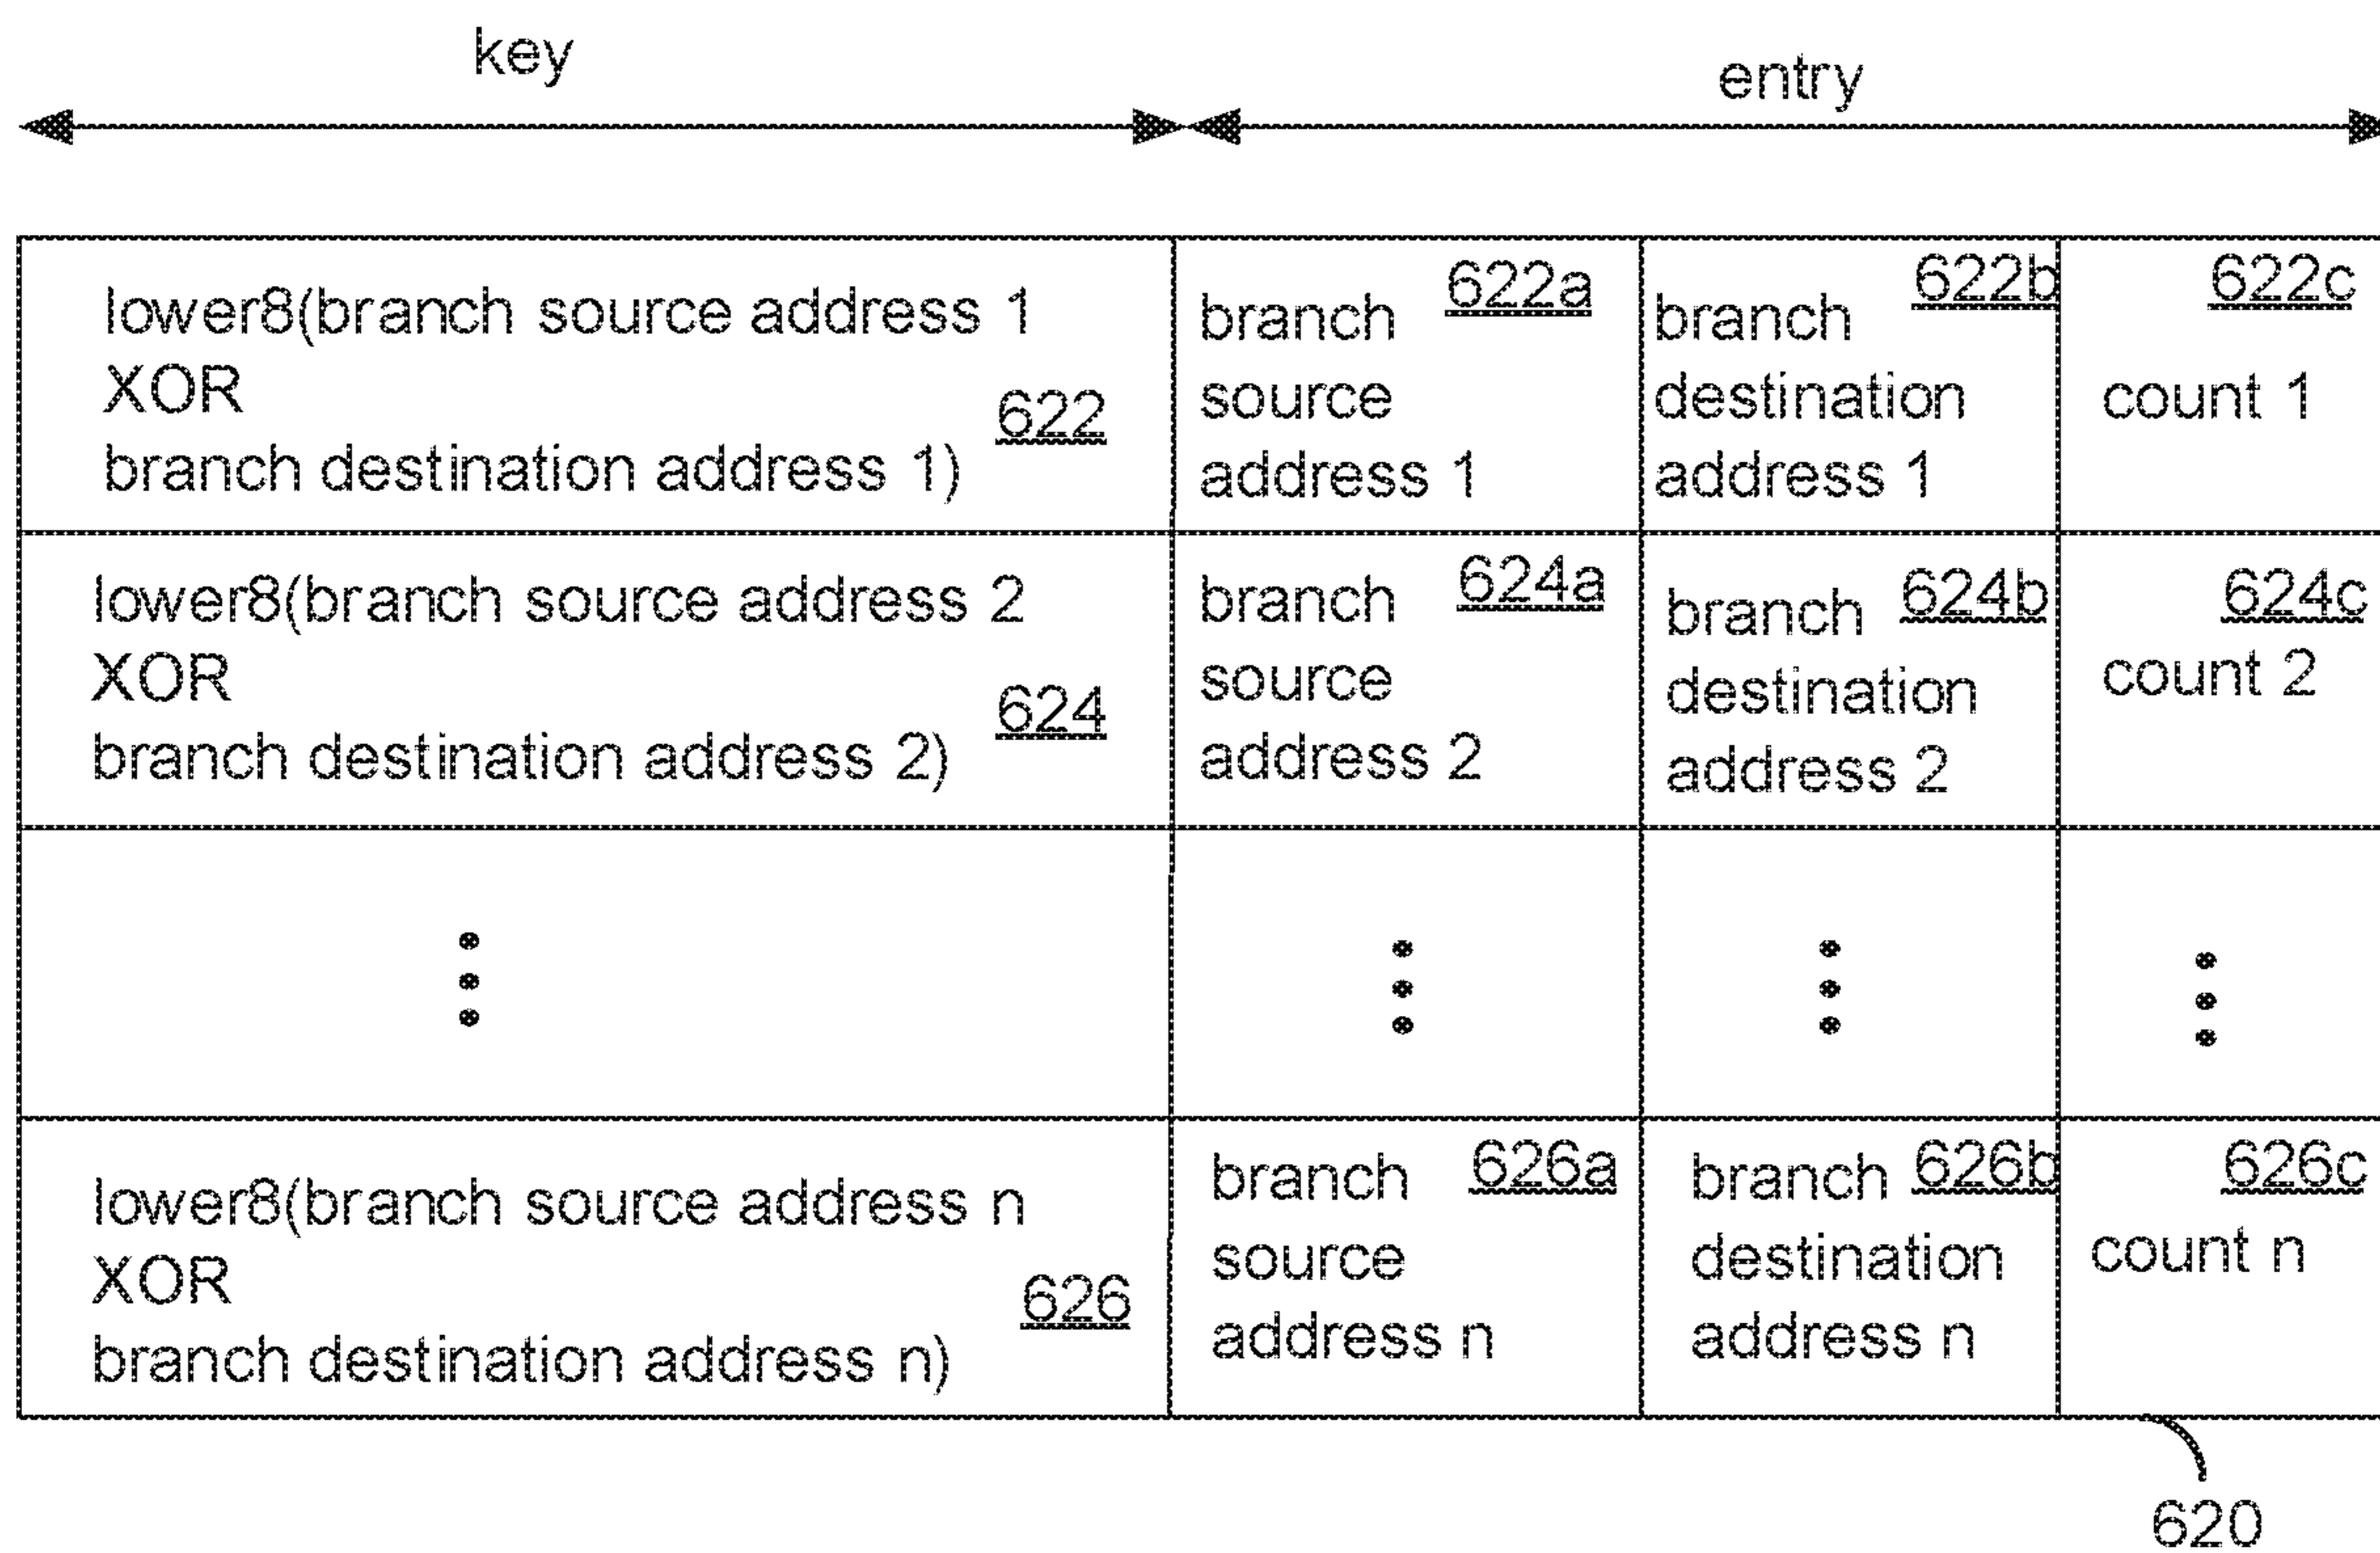 key
entry
lower8(branch source address 1
XOR
branch destination address 1)
622
branch
source
address 1
622a
branch
destination
address 1
622b
622c
count 1
lower8(branch source address 2
XOR
branch destination address 2)
624
branch
source
address 2
624a
branch
destination
address 2
624b
624c
count 2
lower8(branch source address n
XOR
branch destination address n)
626
branch
source
address n
626a
branch
destination
address n
626b
626c
count n
620